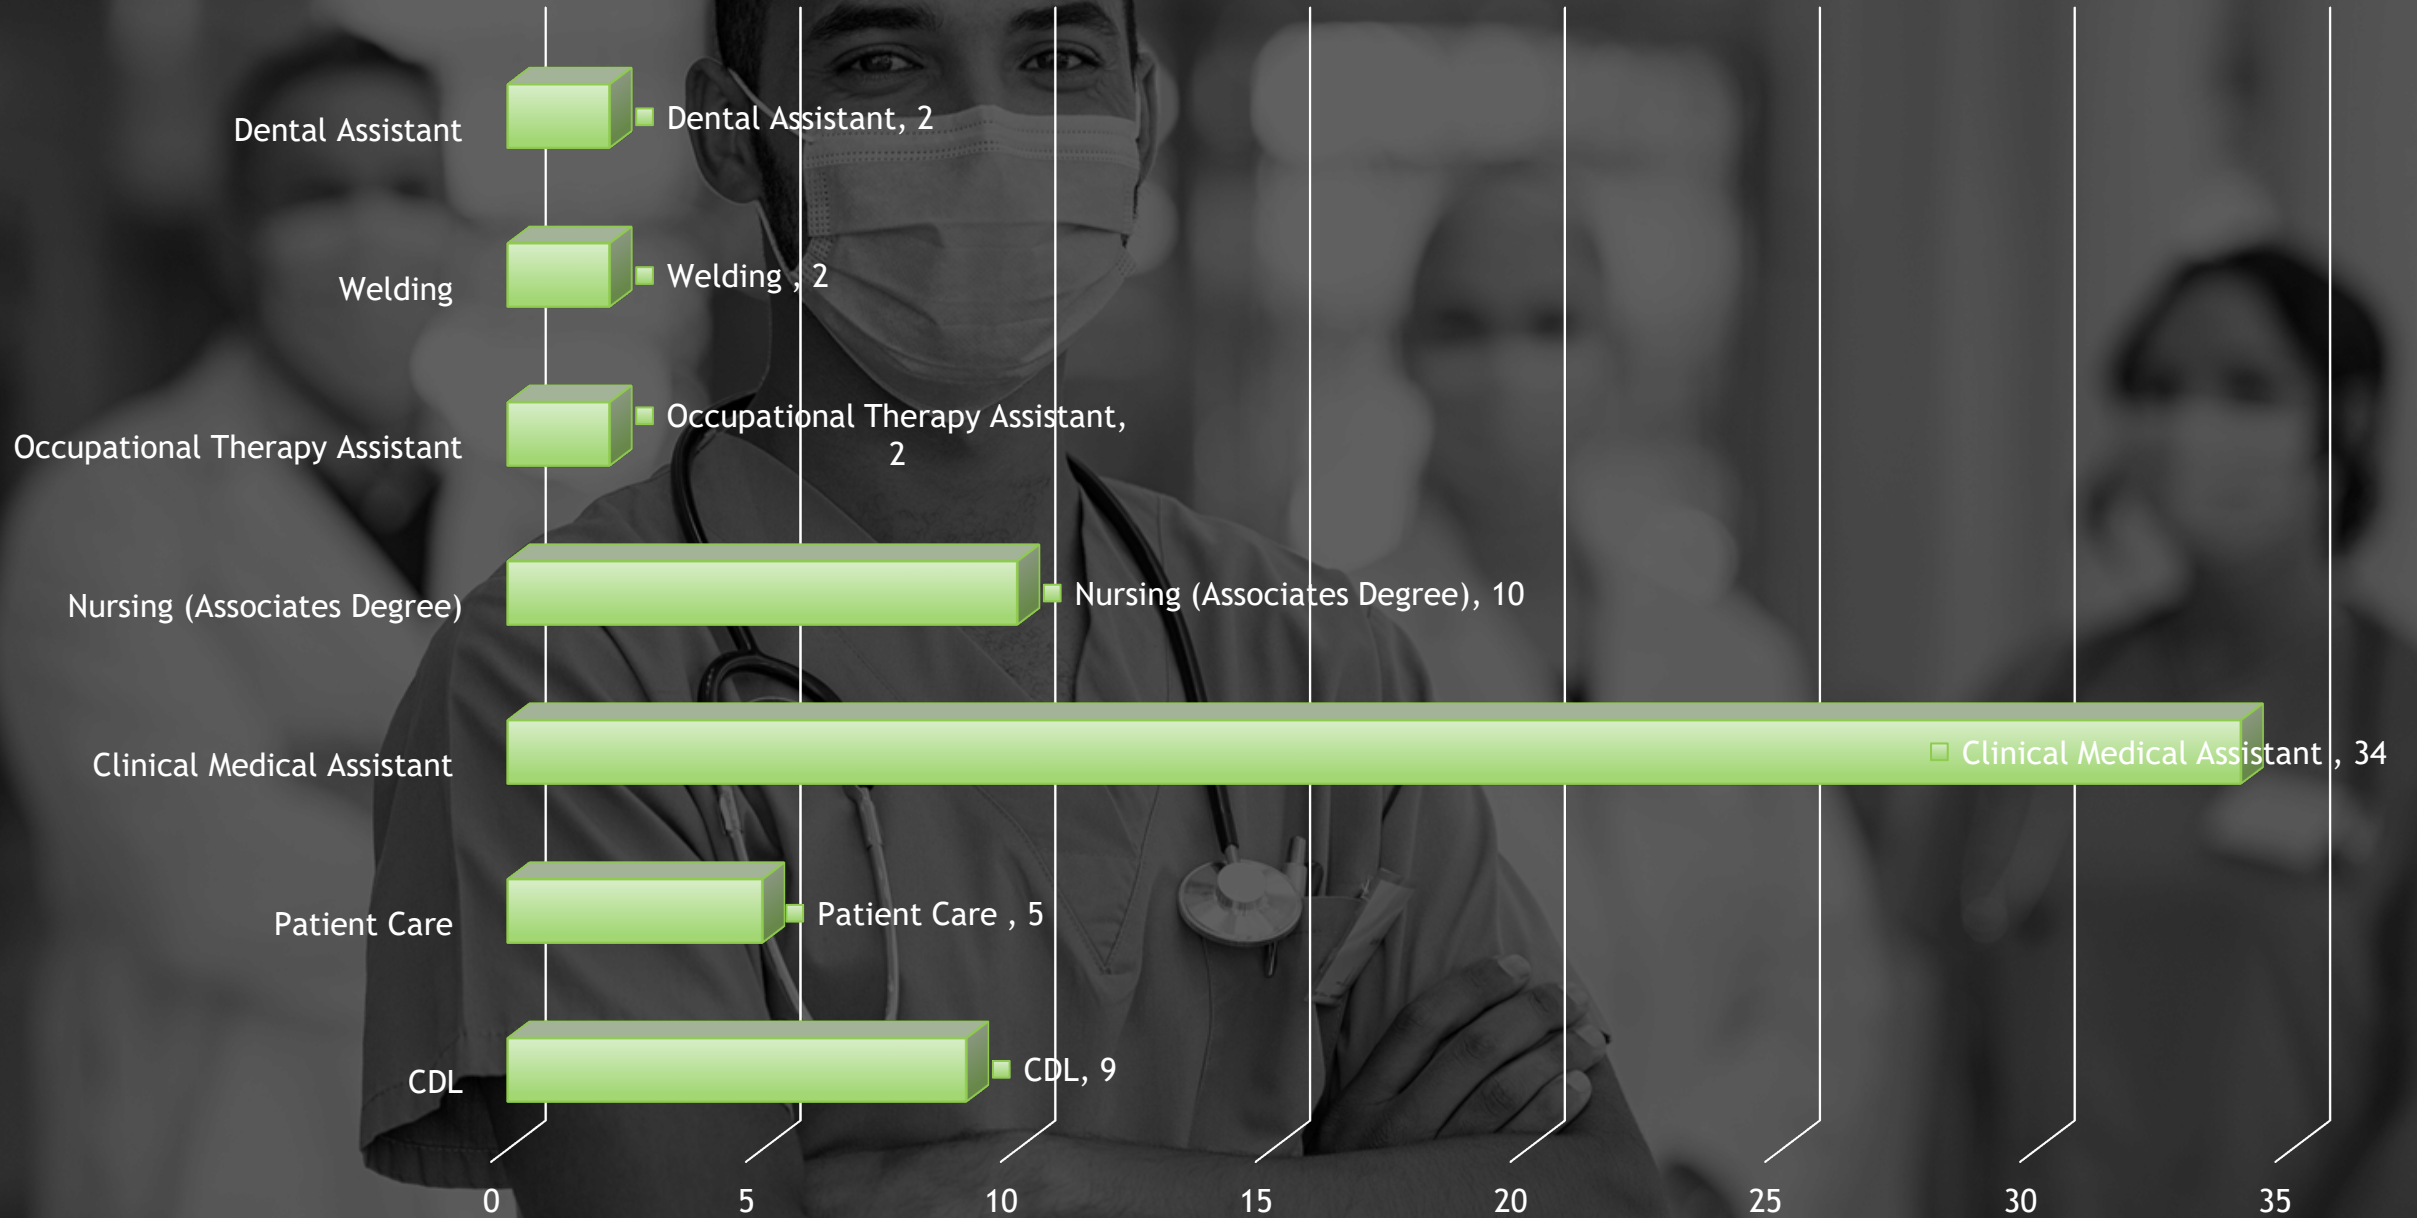 Dental Assistant
Dental Assistant, 2
Welding
Welding , 2
Occupational Therapy Assistant
Occupational Therapy Assistant,
2
Nursing (Associates Degree)
Nursing (Associates Degree), 10
Clinical Medical Assistant
Clinical Medical Assistant , 34
Patient Care
Patient Care , 5
CDL
CDL, 9
0 5 10 15 20 25 30 35